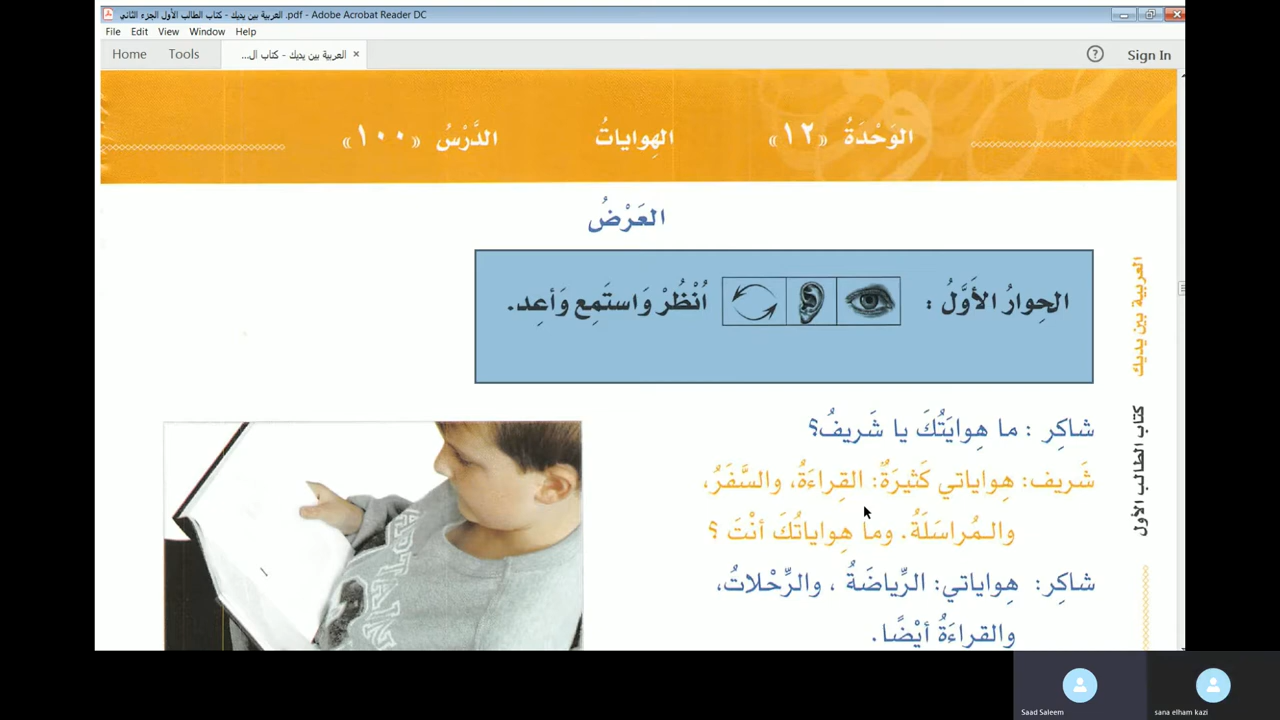 العربية بين يديك - كتاب الطالب الأول الجزء الثاني .pdf - Adobe Acrobat Reader DC
File Edit View Window Help
Home Tools العربية بين يديك - كتاب ال... × Sign In
الوَحْدَةُ «١٢» الهِواياتُ الدَّرْسُ «١٠٠»
العَرْضُ
الحِوارُ الأَوَّلُ : اُنْظُرْ وَاستَمِع وَأعِد.
العربية بين يديك
كتاب الطالب الأول
شاكِر : ما هِوايَتُكَ يا شَريفُ؟
شَريف: هِواياتي كَثيرَةٌ: القِراءَةُ، والسَّفَرُ،
والـمُراسَلَةُ. وما هِواياتُكَ أنْتَ ؟
شاكِر: هِواياتي: الرِّياضَةُ ، والرِّحْلاتُ،
والقراءَةُ أيْضًا.
Saad Saleem
sana elham kazi